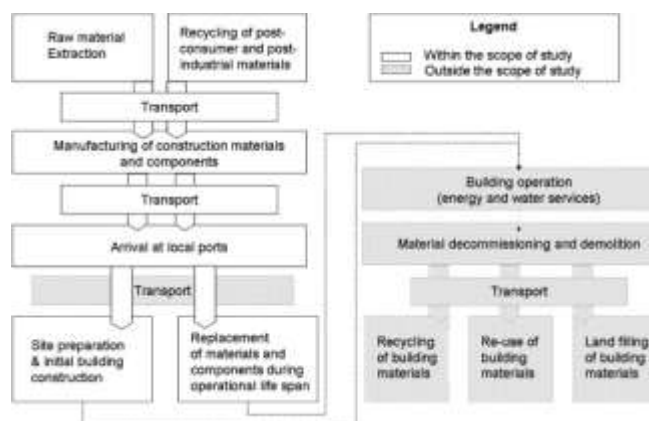 Raw material
Extraction
Recycling of post-
consumer and post-
industrial materials
Transport
Manufacturing of construction materials
and components
Transport
Arrival at local ports
Transport
Site preparation
& initial building
construction
Replacement
of materials and
components during
operational life span
Legend
Within the scope of study
Outside the scope of study
Building operation
(energy and water services)
Material decommissioning and demolition
Transport
Recycling
of building
materials
Re-use of
building
materials
Land filling
of building
materials